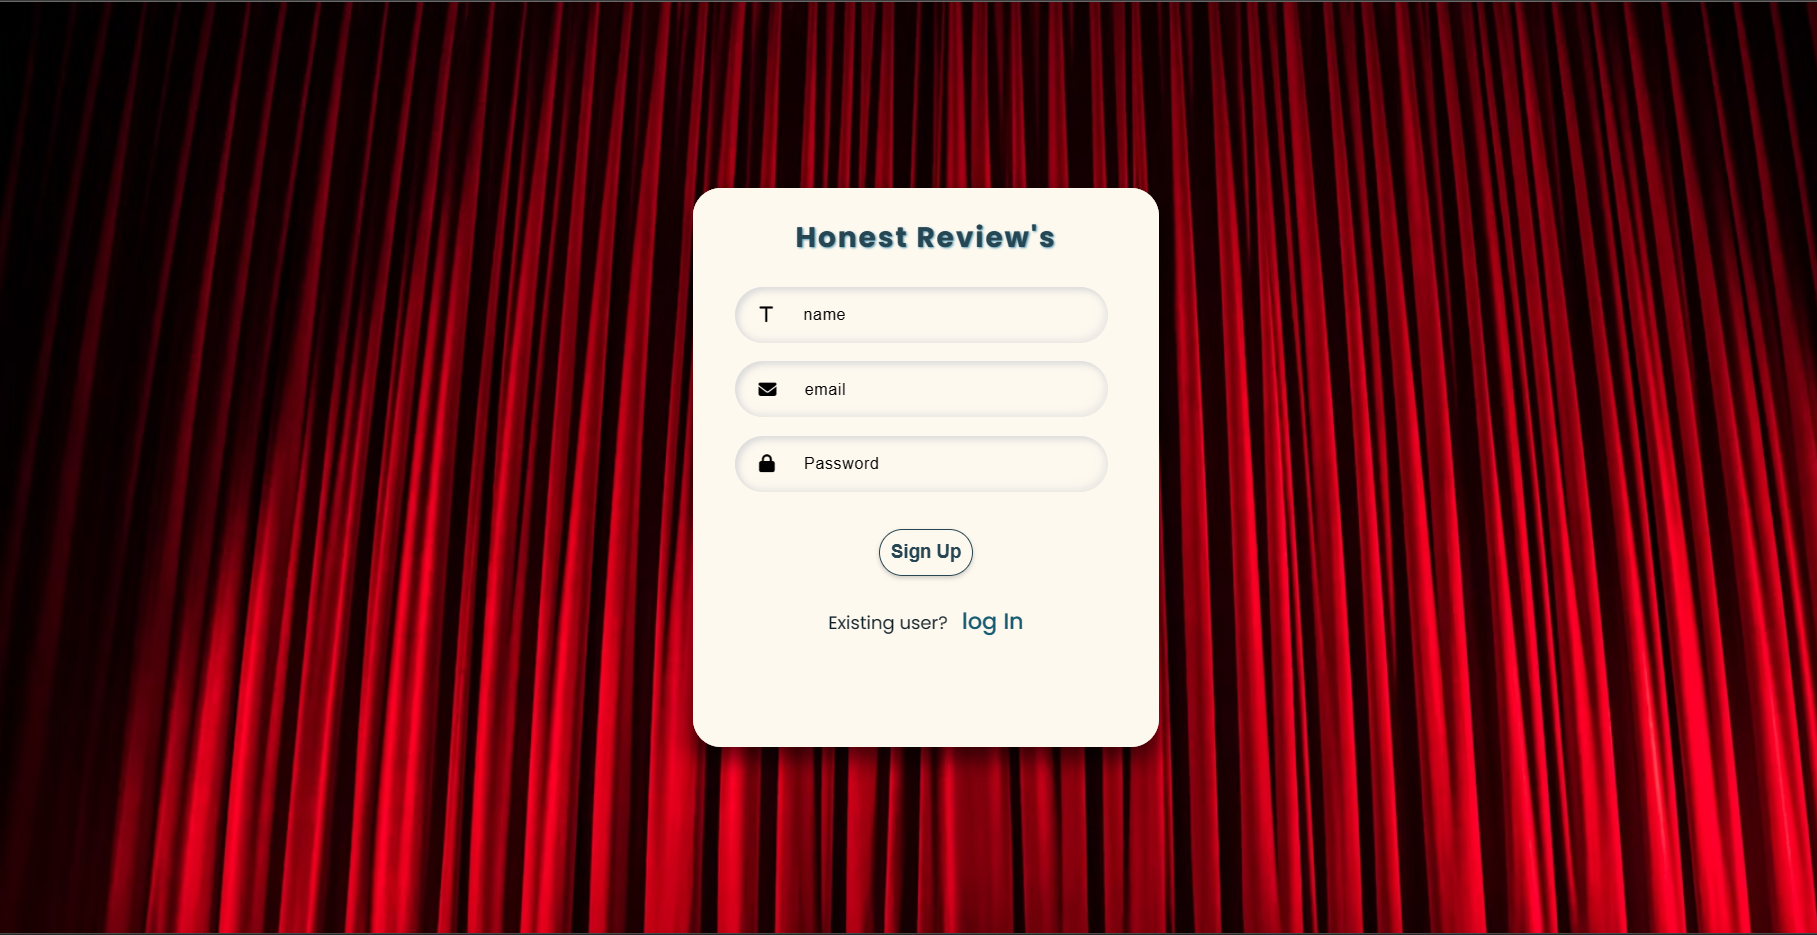 Honest Review's
name
email
Password
Sign Up
Existing user? log In